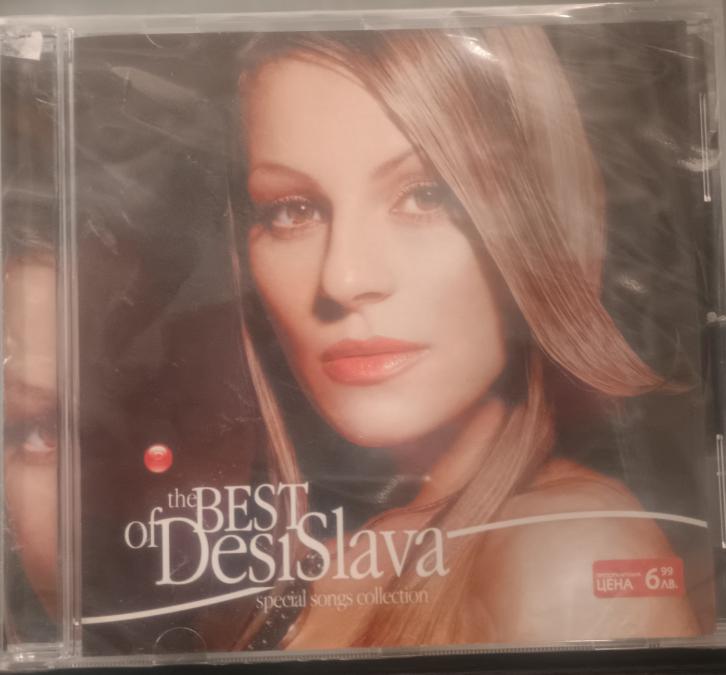 the BEST
of DesiSlava
special songs collection
ЦЕНА 6 99 ЛВ.